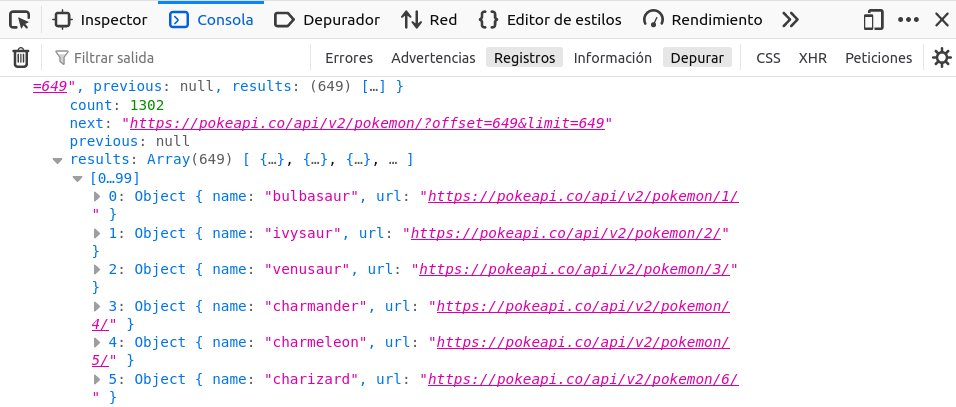 Inspector Consola Depurador Red Editor de estilos Rendimiento
Filtrar salida Errores Advertencias Registros Información Depurar CSS XHR Peticiones
=649", previous: null, results: (649) […] }
count: 1302
next: "https://pokeapi.co/api/v2/pokemon/?offset=649&limit=649"
previous: null
results: Array(649) [ {…}, {…}, {…}, … ]
[0…99]
0: Object { name: "bulbasaur", url: "https://pokeapi.co/api/v2/pokemon/1/
" }
1: Object { name: "ivysaur", url: "https://pokeapi.co/api/v2/pokemon/2/"
}
2: Object { name: "venusaur", url: "https://pokeapi.co/api/v2/pokemon/3/"
}
3: Object { name: "charmander", url: "https://pokeapi.co/api/v2/pokemon/
4/" }
4: Object { name: "charmeleon", url: "https://pokeapi.co/api/v2/pokemon/
5/" }
5: Object { name: "charizard", url: "https://pokeapi.co/api/v2/pokemon/6/
" }